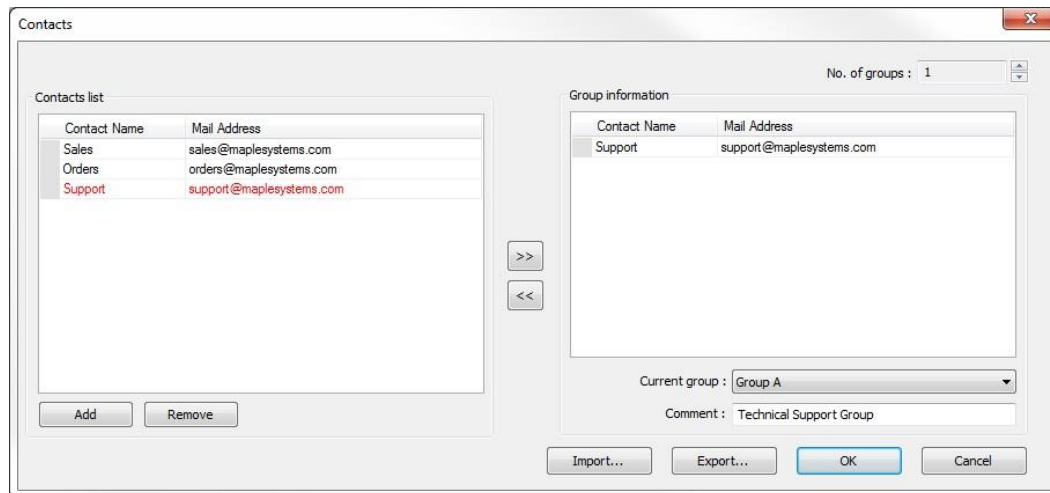 Contacts
No. of groups : 1
Contacts list
Contact Name Mail Address
Sales sales@maplesystems.com
Orders orders@maplesystems.com
Support support@maplesystems.com
Add Remove
>>
<<
Group information
Contact Name Mail Address
Support support@maplesystems.com
Current group : Group A
Comment : Technical Support Group
Import... Export... OK Cancel